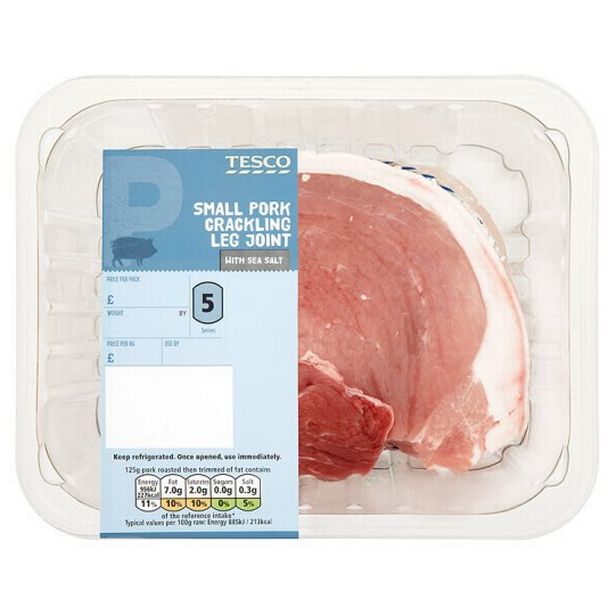 TESCO
P
SMALL PORK
CRACKLING
LEG JOINT
WITH SEA SALT
PRICE PER PACK
£
5
Serves
WEIGHT
BY
PRICE PER KG
USE BY
£
Keep refrigerated. Once opened, use immediately.
125g pork roasted then trimmed of fat contains
Energy Fat Saturates Sugars Salt
956kJ 7.0g 2.0g 0.0g 0.3g
227kcal
11% 10% 10% 0% 5%
of the reference intake*
Typical values per 100g raw: Energy 885kJ / 213kcal